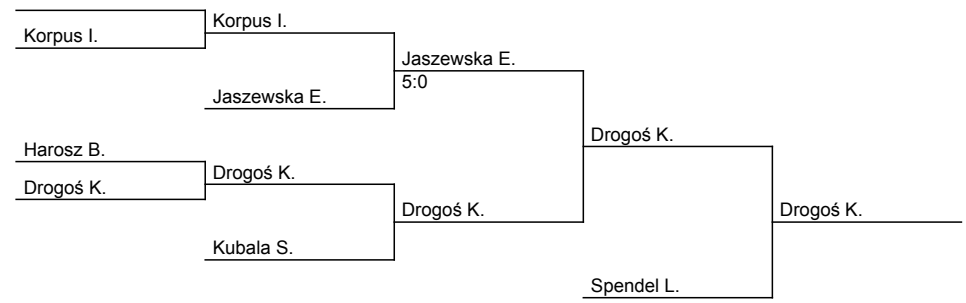 Korpus I.
Korpus I.
Jaszewska E.
Jaszewska E.
5:0
Harosz B.
Drogoś K.
Drogoś K.
Kubala S.
Drogoś K.
Drogoś K.
Spendel L.
Drogoś K.